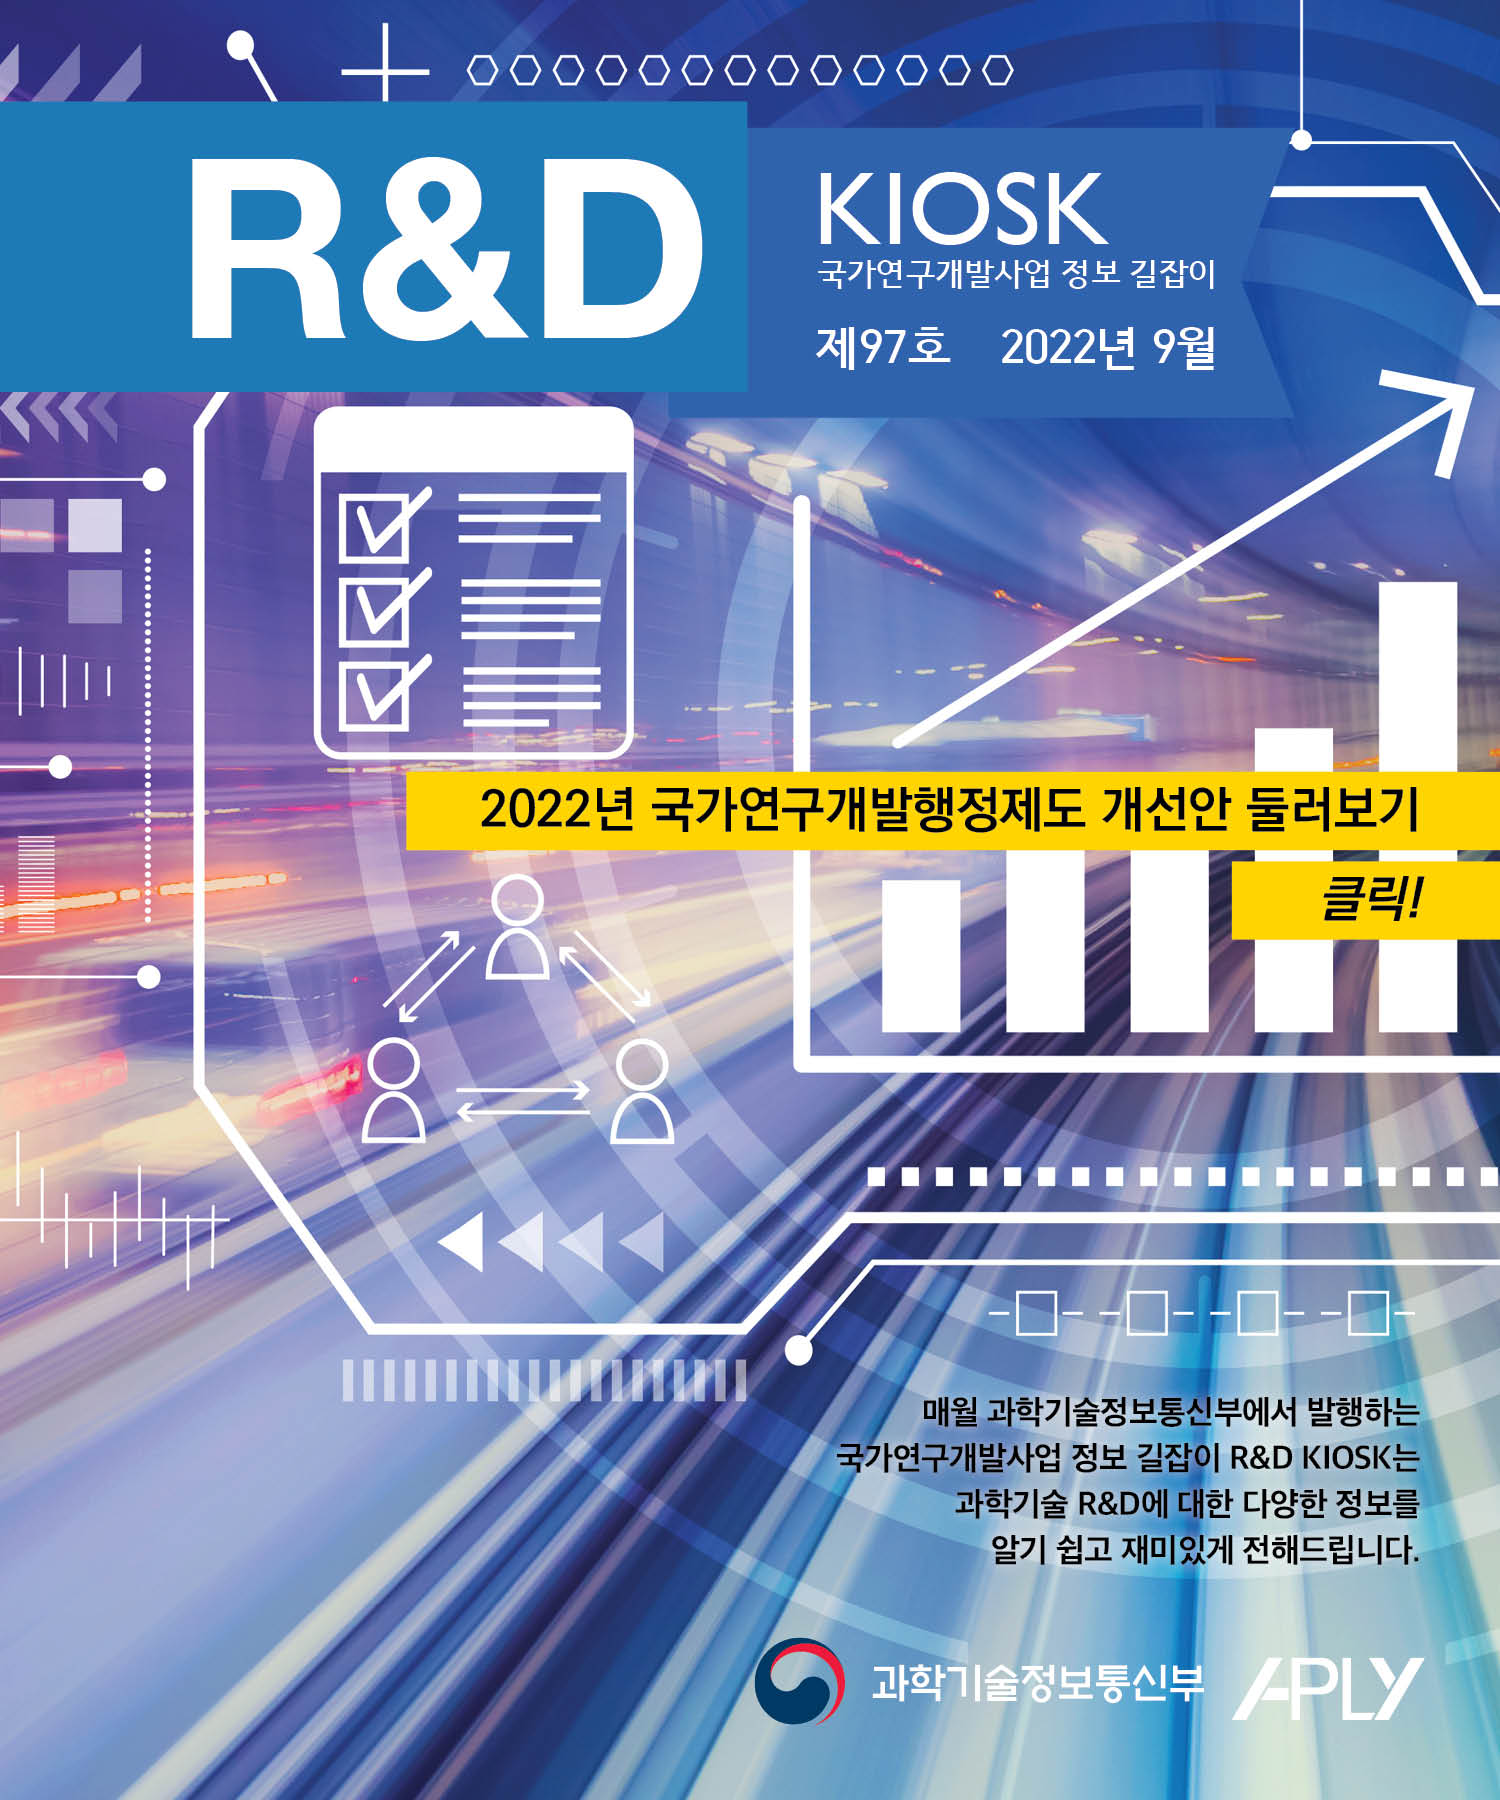 R&D
KIOSK
국가연구개발사업 정보 길잡이
제97호 2022년 9월
2022년 국가연구개발행정제도 개선안 둘러보기
클릭!
매월 과학기술정보통신부에서 발행하는
국가연구개발사업 정보 길잡이 R&D KIOSK는
과학기술 R&D에 대한 다양한 정보를
알기 쉽고 재미있게 전해드립니다.
과학기술정보통신부 APLY